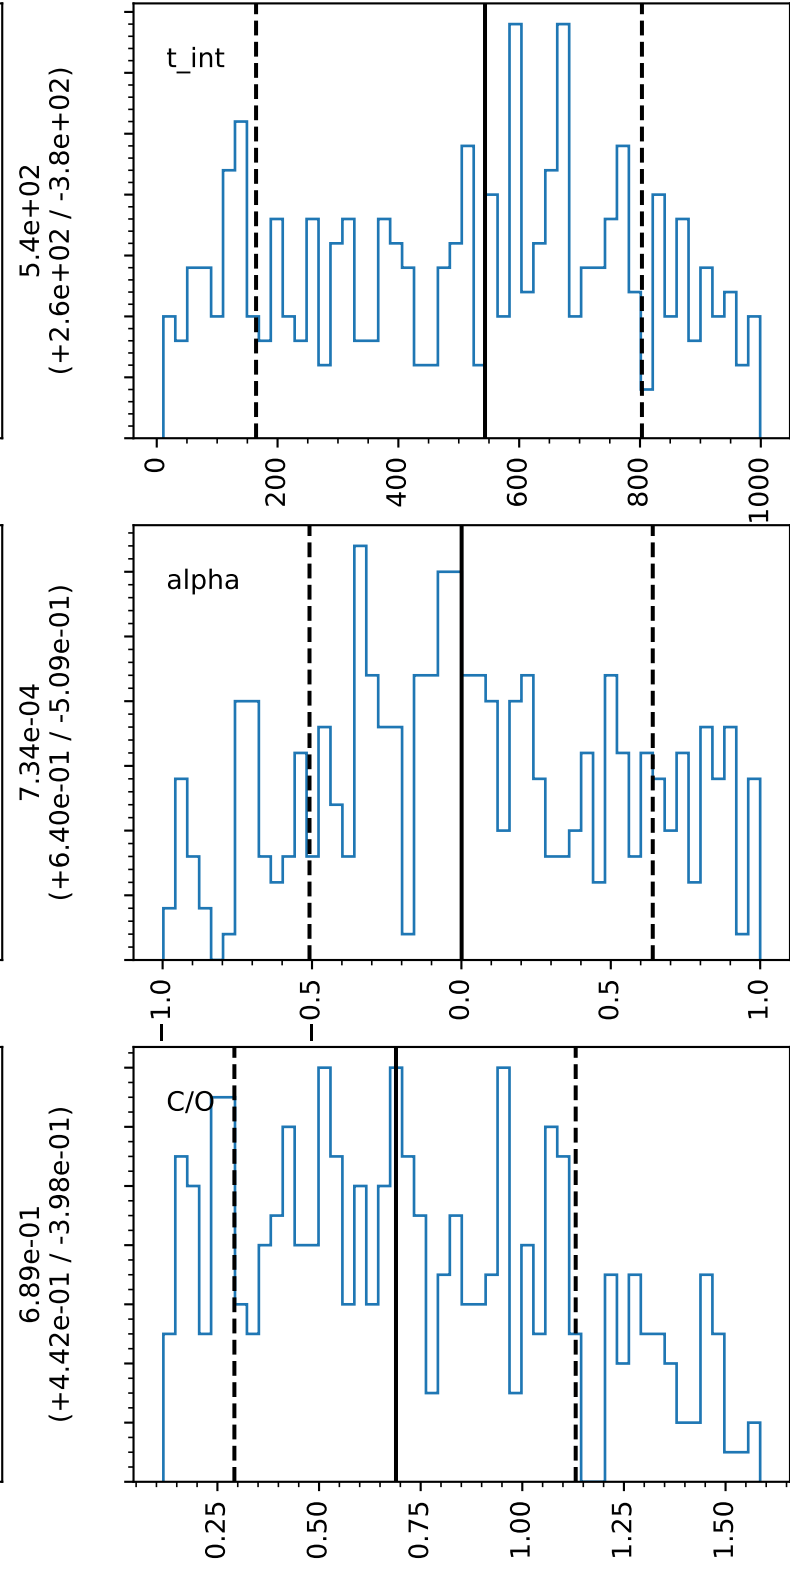 t_int
5.4e+02
(+2.6e+02 / -3.8e+02)
0
200
400
600
800
1000
alpha
7.34e-04
(+6.40e-01 / -5.09e-01)
−1.0
−0.5
0.0
0.5
1.0
C/O
6.89e-01
(+4.42e-01 / -3.98e-01)
0.25
0.50
0.75
1.00
1.25
1.50